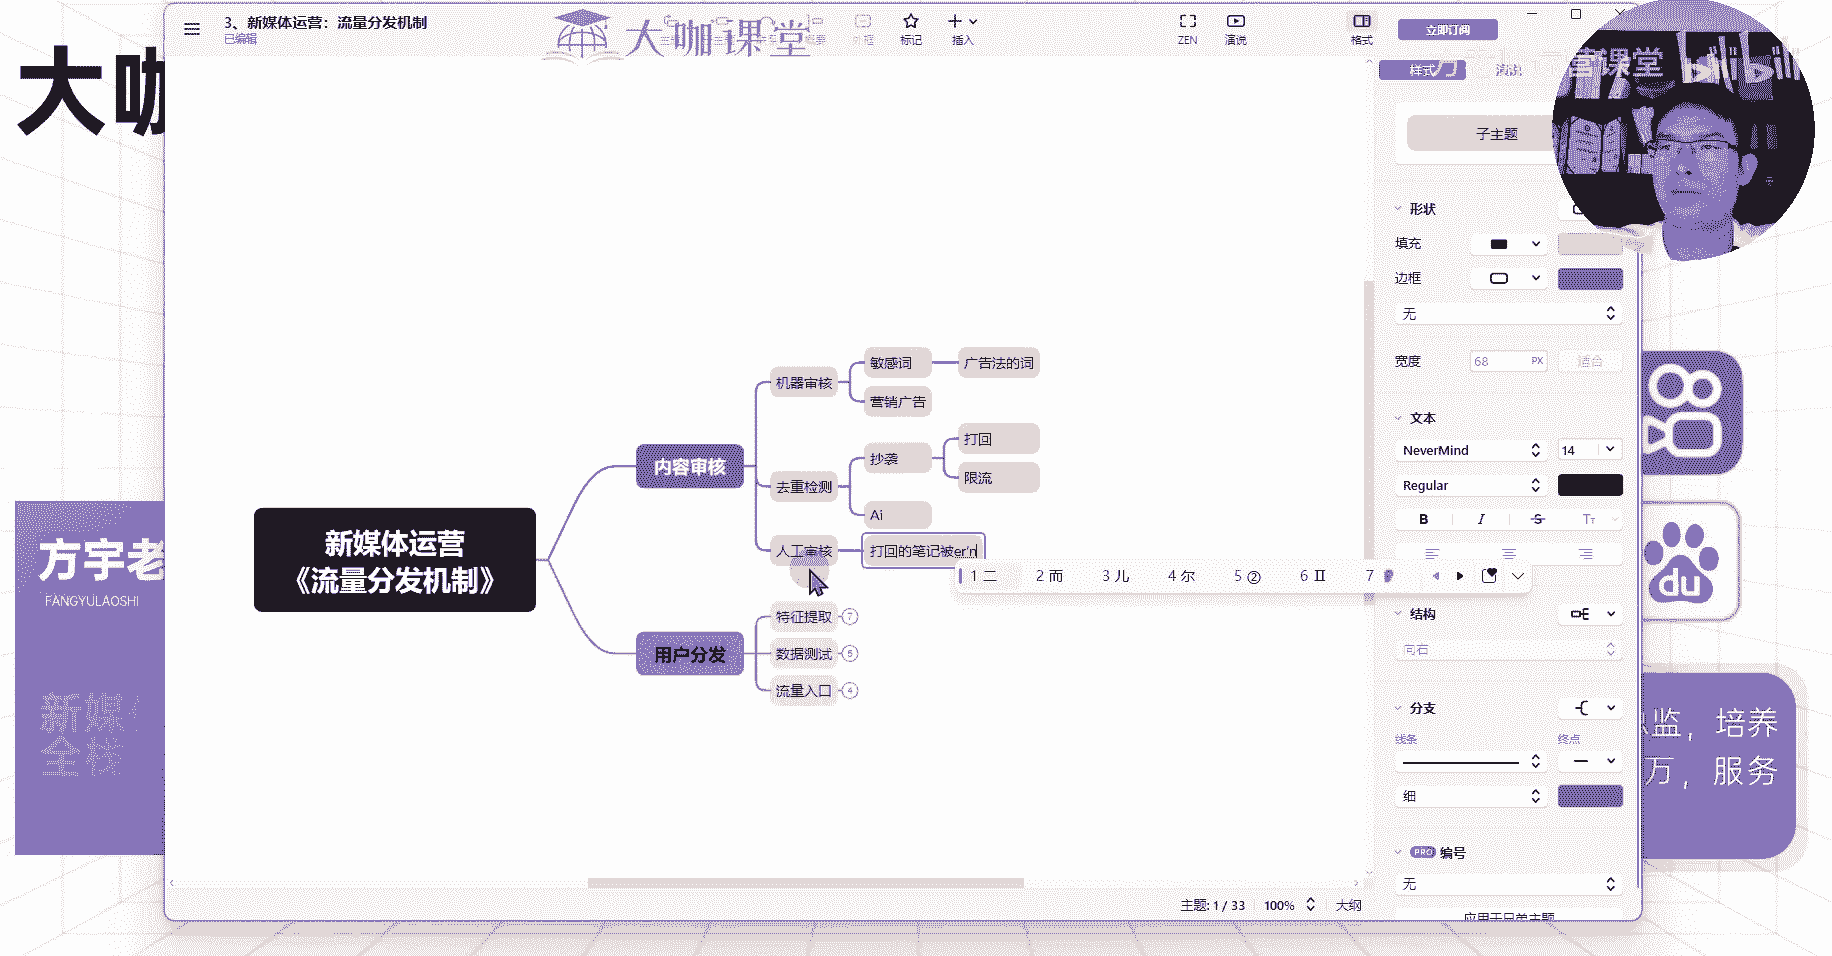 3、新媒体运营：流量分发机制
已编辑
大咖课堂
标记
插入
ZEN
演说
格式
立即订阅
样式
营课堂
bilibili
大咖
子主题
形状
填充
边框
无
宽度
68
PX
适合
文本
NeverMind
14
Regular
B
I
S
Tт
结构
向右
分支
线条
终点
细
PRO
编号
无
应用于兄弟主题
新媒体运营
《流量分发机制》
内容审核
机器审核
敏感词
广告法的词
营销广告
去重检测
抄袭
打回
限流
Ai
人工审核
打回的笔记被er'n
1 二
2 而
3 儿
4 尔
5 ②
6 Ⅱ
7
用户分发
特征提取
7
数据测试
5
流量入口
4
方宇老
FANGYULAOSHI
新媒
全栈
du
监，培养
万，服务
主题: 1 / 33
100%
大纲